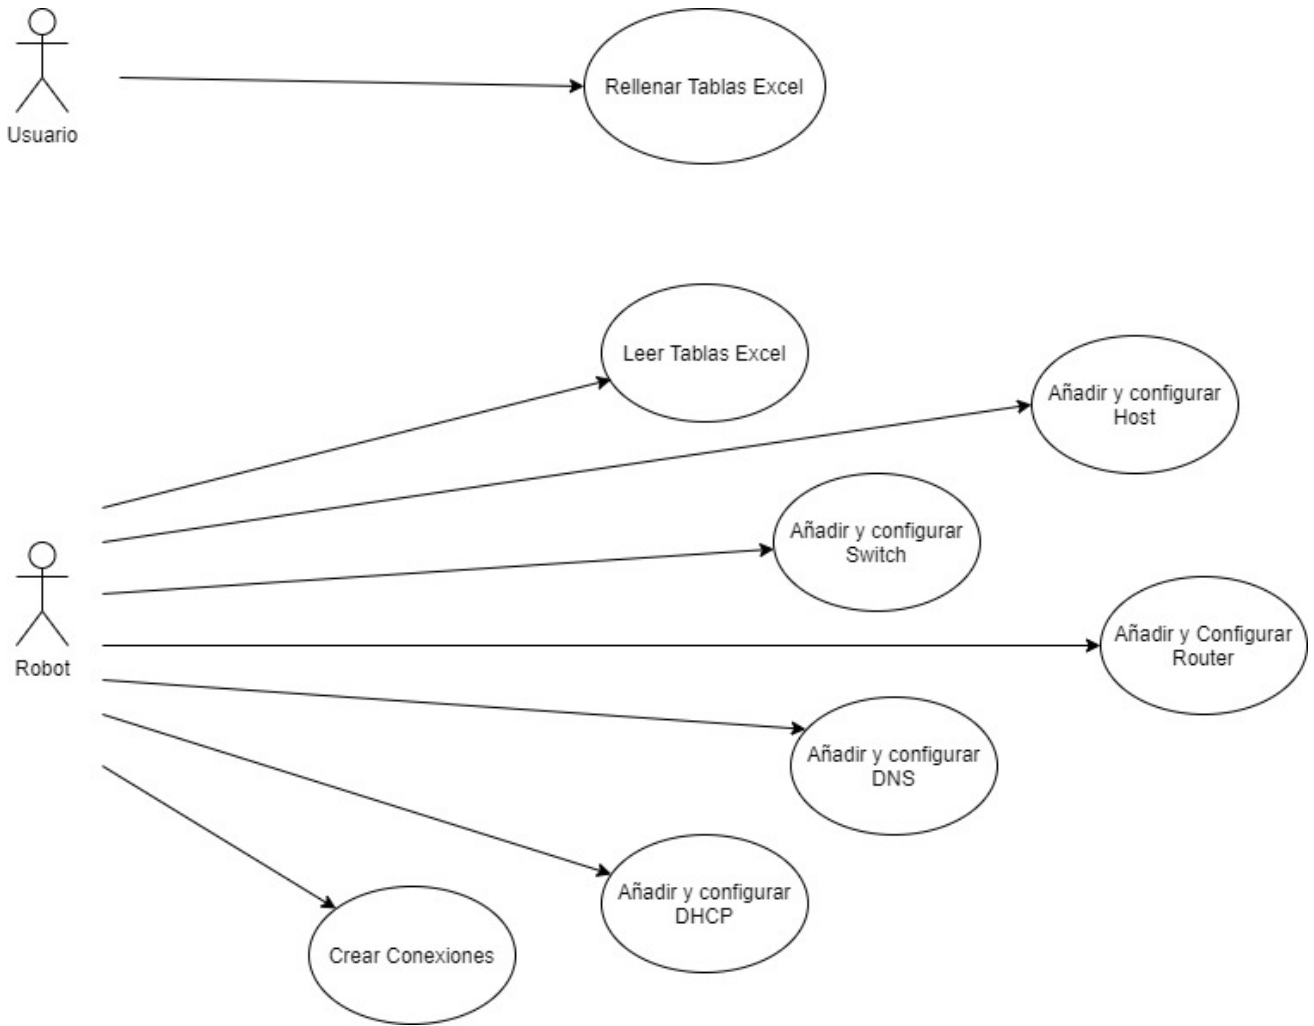 Usuario
Rellenar Tablas Excel
Leer Tablas Excel
Añadir y configurar
Host
Añadir y configurar
Switch
Robot
Añadir y Configurar
Router
Añadir y configurar
DNS
Añadir y configurar
DHCP
Crear Conexiones